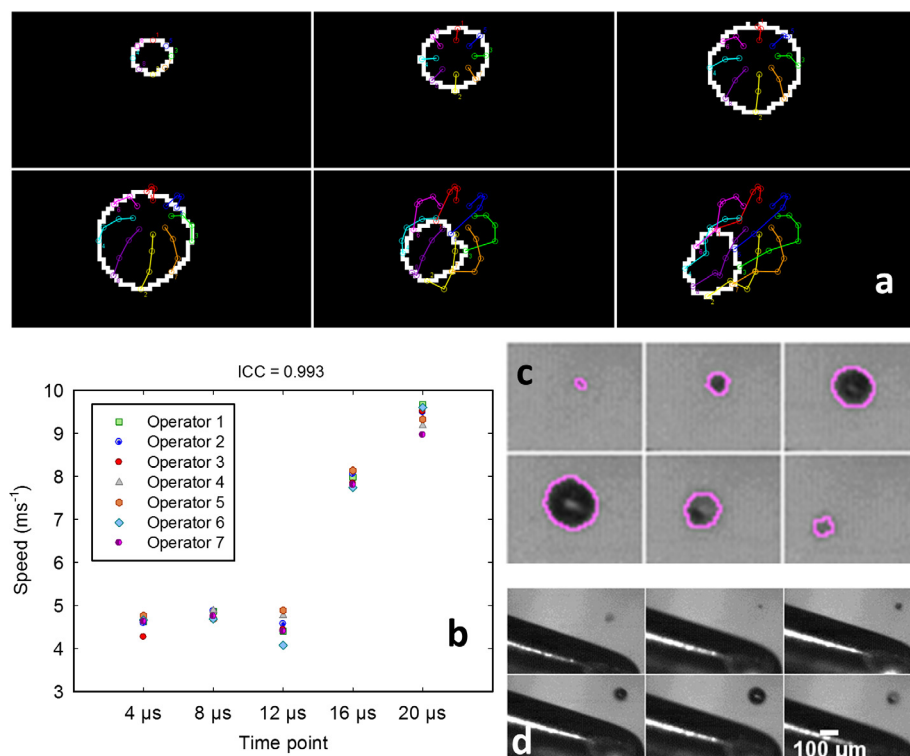 a
ICC = 0.993
10
9
8
7
6
5
4
3
Speed (ms⁻¹)
Operator 1
Operator 2
Operator 3
Operator 4
Operator 5
Operator 6
Operator 7
b
4 µs 8 µs 12 µs 16 µs 20 µs
Time point
c
d
100 µm